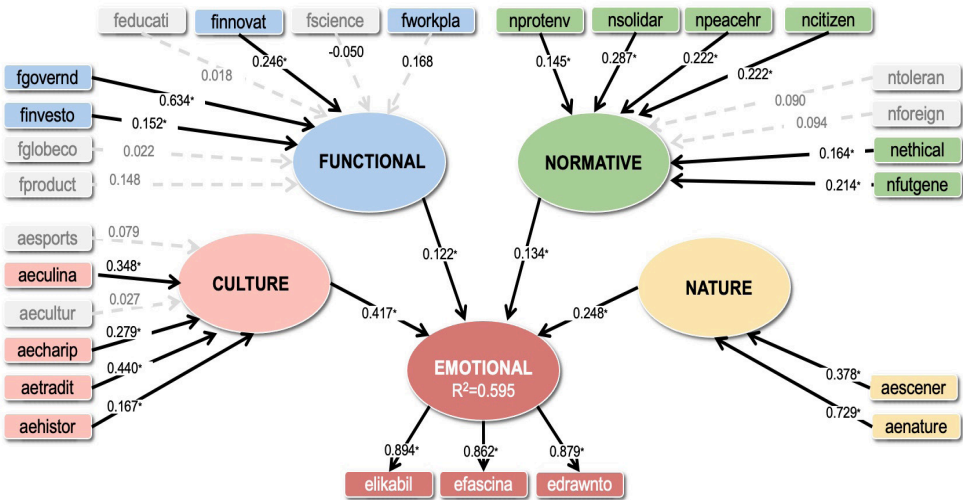 feducati
finnovat
fscience
fworkpla
nprotenv
nsolidar
npeacehr
ncitizen
0.018
0.246*
-0.050
0.168
0.145*
0.287*
0.222*
0.222*
fgovernd
0.634*
finvesto
0.152*
fglobeco
0.022
fproduct
0.148
FUNCTIONAL
NORMATIVE
0.090
ntoleran
0.094
nforeign
0.164*
nethical
0.214*
nfutgene
aesports
0.079
aeculina
0.348*
aecultur
0.027
aecharip
0.279*
aetradit
0.440*
aehistor
0.167*
CULTURE
0.122*
0.134*
NATURE
0.417*
0.248*
EMOTIONAL
R²=0.595
0.378*
aescener
0.729*
aenature
0.894*
0.862*
0.879*
elikabil
efascina
edrawnto